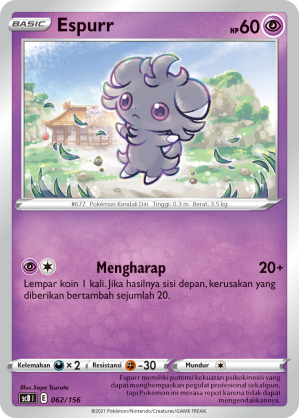 BASIC Espurr HP60
#677 Pokémon Kendali Diri Tinggi: 0.3 m Berat: 3.5 kg
Mengharap 20+
Lempar koin 1 kali. Jika hasilnya sisi depan, kerusakan yang
diberikan bertambah sejumlah 20.
Kelemahan ×2 Resistansi -30 Mundur
Illus. Saya Tsuruta
Espurr memiliki potensi kekuatan psikokinesis yang
dapat menghempaskan pegulat profesional sekalipun,
tapi ia merasa repot karena tidak dapat
mengendalikannya.
E 062/156
©2021 Pokémon/Nintendo/Creatures/GAME FREAK